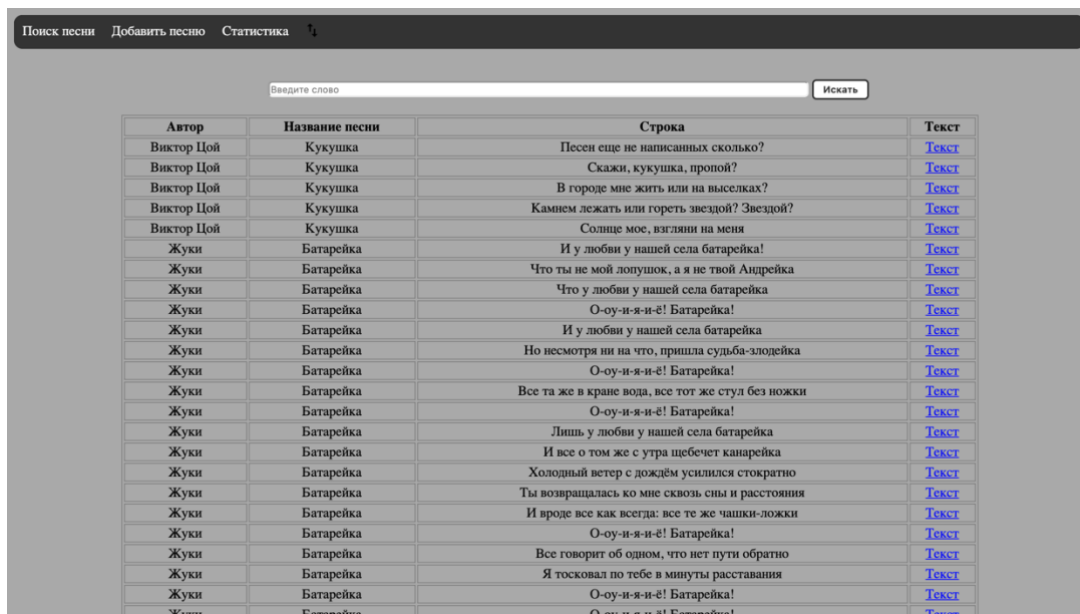 Поиск песни Добавить песню Статистика
Введите слово Искать
Автор Название песни Строка Текст
Виктор Цой Кукушка Песен еще не написанных сколько? Текст
Виктор Цой Кукушка Скажи, кукушка, пропой? Текст
Виктор Цой Кукушка В городе мне жить или на выселках? Текст
Виктор Цой Кукушка Камнем лежать или гореть звездой? Звездой? Текст
Виктор Цой Кукушка Солнце мое, взгляни на меня Текст
Жуки Батарейка И у любви у нашей села батарейка! Текст
Жуки Батарейка Что ты не мой лопушок, а я не твой Андрейка Текст
Жуки Батарейка Что у любви у нашей села батарейка Текст
Жуки Батарейка О-оу-и-я-и-ё! Батарейка! Текст
Жуки Батарейка И у любви у нашей села батарейка Текст
Жуки Батарейка Но несмотря ни на что, пришла судьба-злодейка Текст
Жуки Батарейка О-оу-и-я-и-ё! Батарейка! Текст
Жуки Батарейка Все та же в кране вода, все тот же стул без ножки Текст
Жуки Батарейка О-оу-и-я-и-ё! Батарейка! Текст
Жуки Батарейка Лишь у любви у нашей села батарейка Текст
Жуки Батарейка И все о том же с утра щебечет канарейка Текст
Жуки Батарейка Холодный ветер с дождём усилился стократно Текст
Жуки Батарейка Ты возвращалась ко мне сквозь сны и расстояния Текст
Жуки Батарейка И вроде все как всегда: все те же чашки-ложки Текст
Жуки Батарейка О-оу-и-я-и-ё! Батарейка! Текст
Жуки Батарейка Все говорит об одном, что нет пути обратно Текст
Жуки Батарейка Я тосковал по тебе в минуты расставания Текст
Жуки Батарейка О-оу-и-я-и-ё! Батарейка! Текст